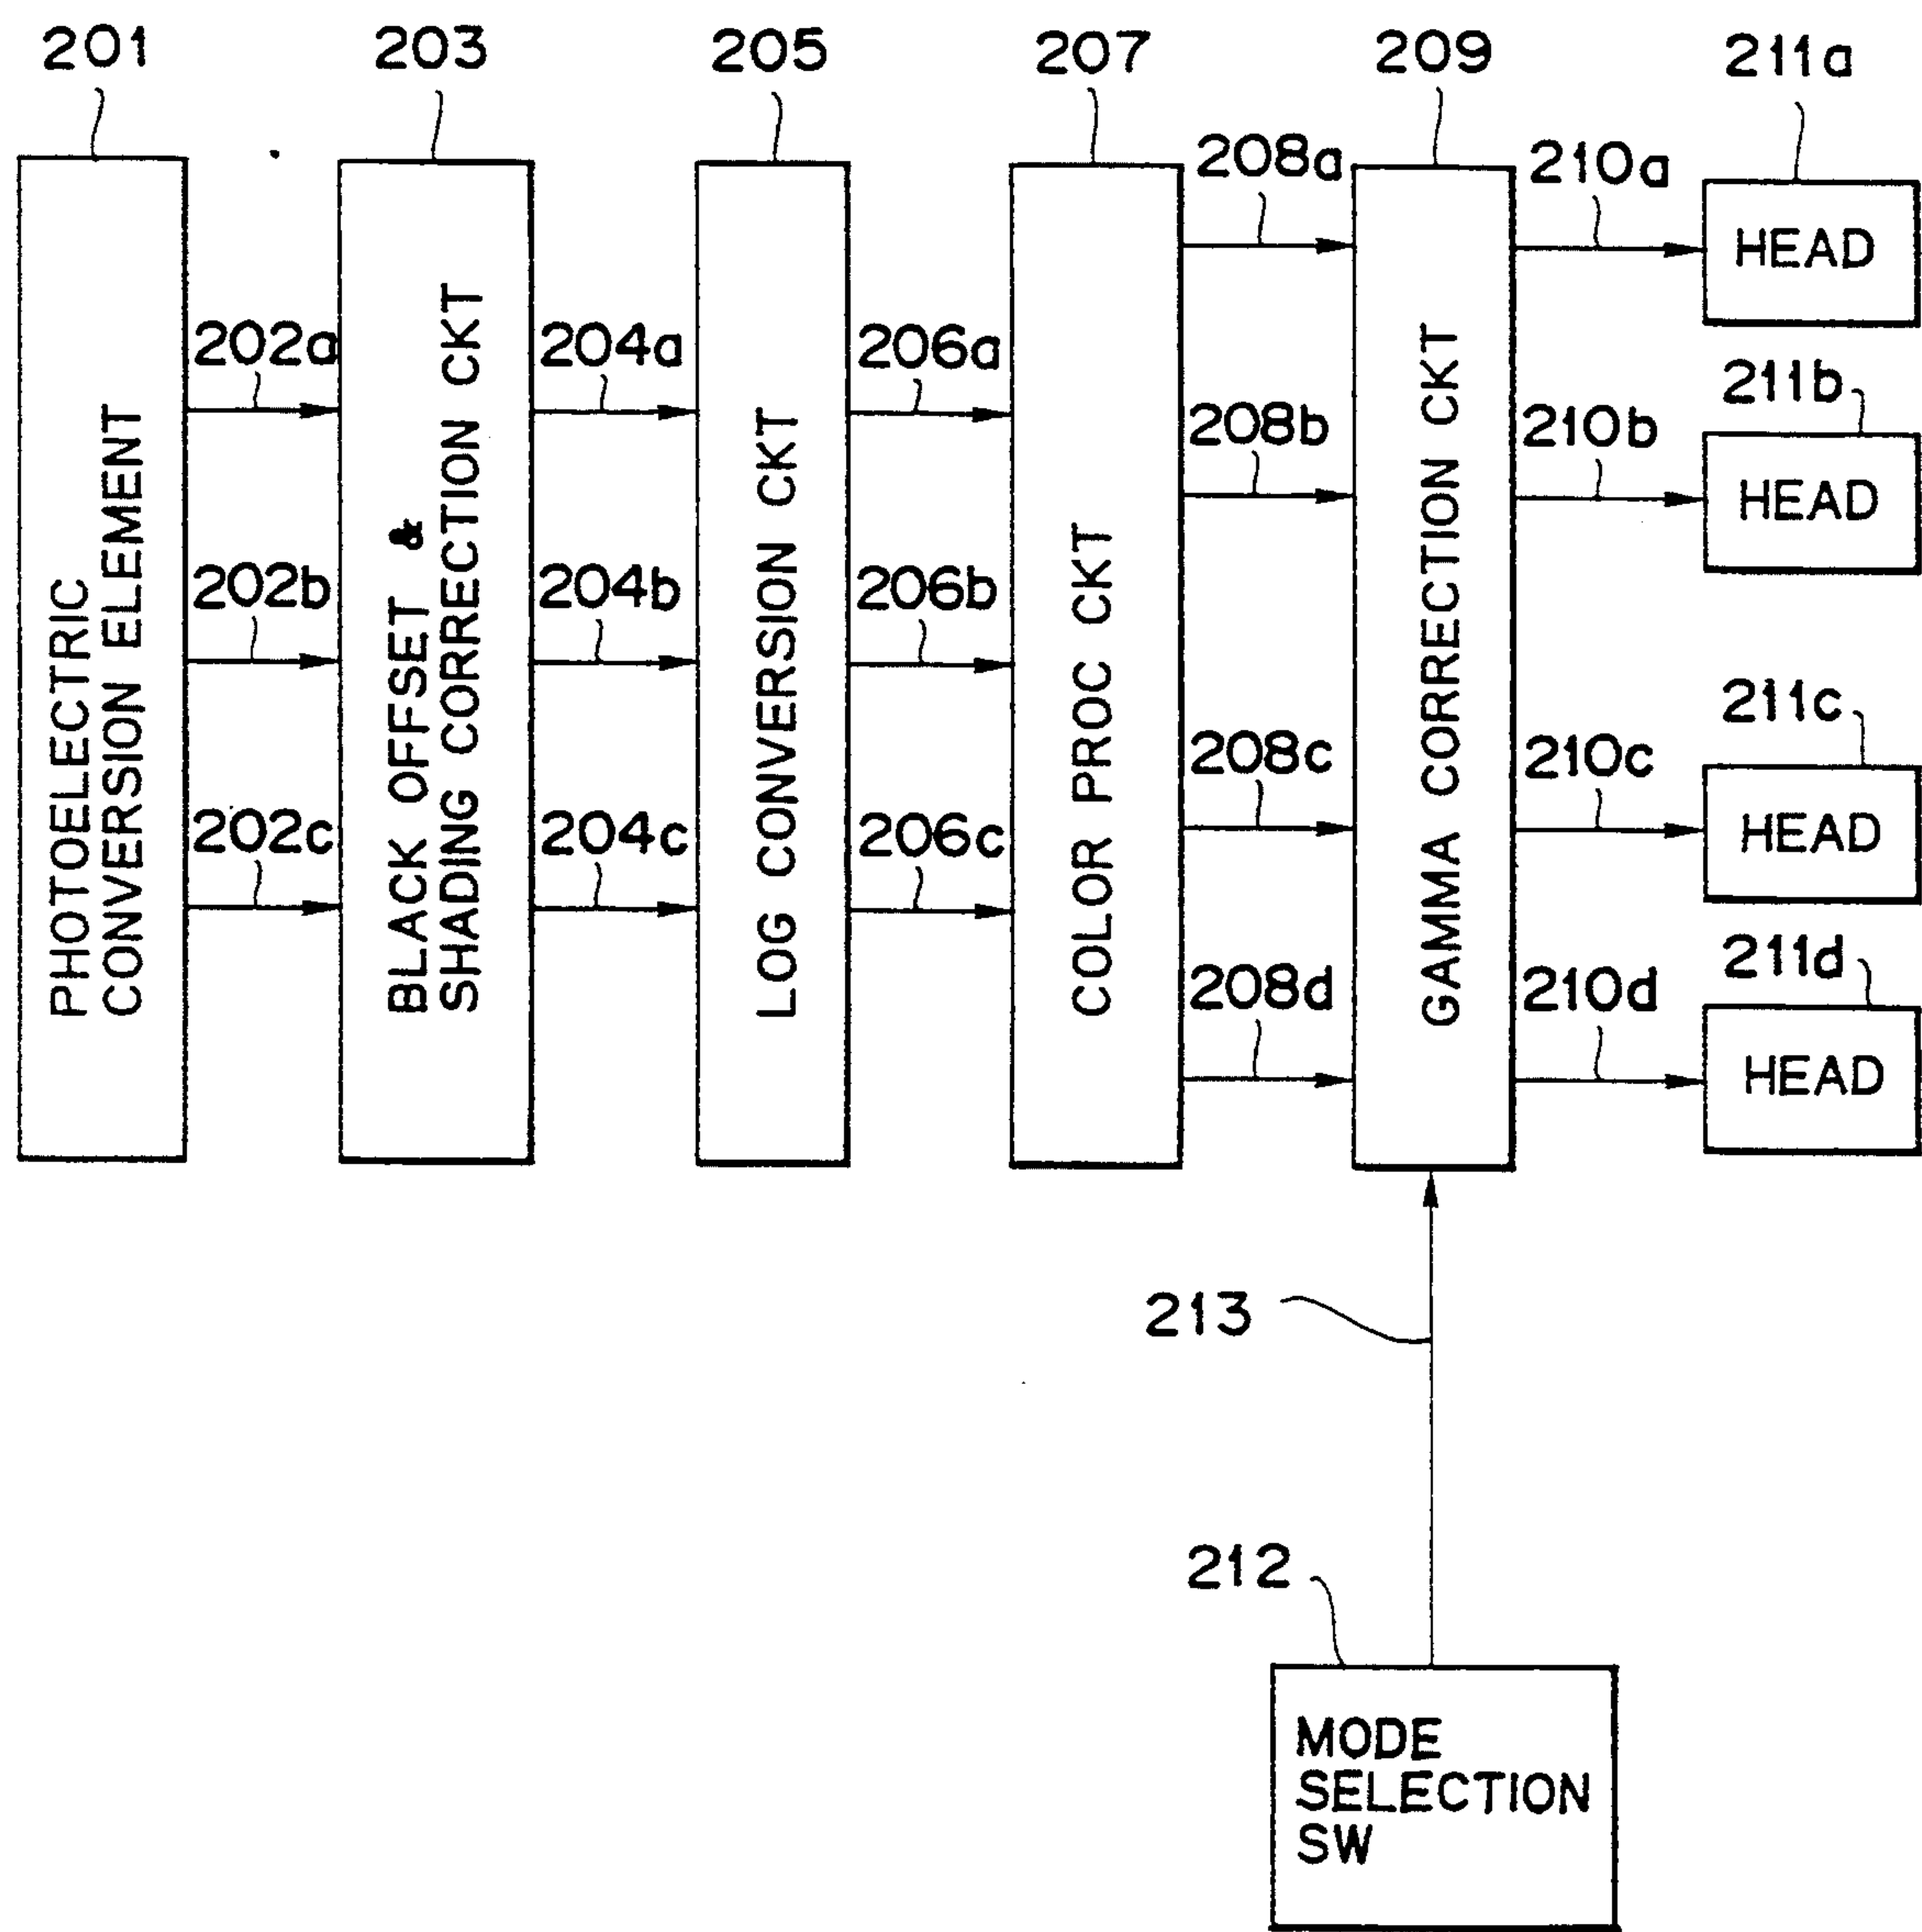 201
203
205
207
209
211a
PHOTOELECTRIC
CONVERSION ELEMENT
202a
202b
202c
BLACK OFFSET &
SHADING CORRECTION CKT
204a
204b
204c
LOG CONVERSION CKT
206a
206b
206c
COLOR PROC CKT
208a
208b
208c
208d
GAMMA CORRECTION CKT
210a
210b
210c
210d
HEAD
211b
HEAD
211c
HEAD
211d
HEAD
213
212
MODE
SELECTION
SW